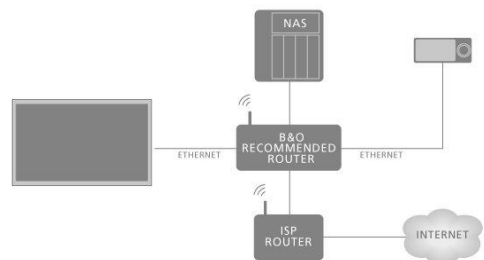 NAS
B&O
RECOMMENDED
ROUTER
ETHERNET
ETHERNET
ISP
ROUTER
INTERNET